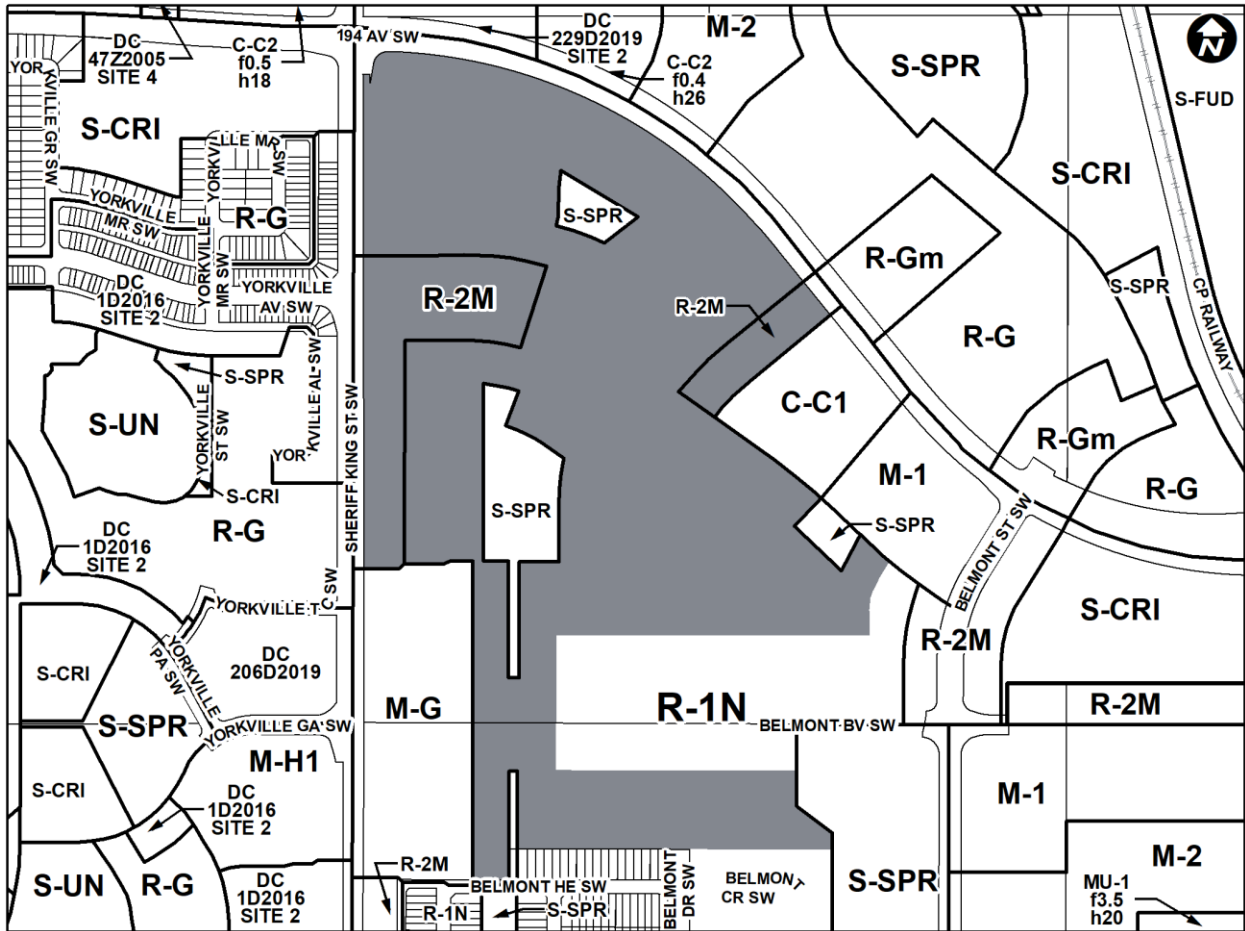 194 AV SW
DC
47Z2005
SITE 4
C-C2
f0.5
h18
DC
229D2019
SITE 2
M-2
C-C2
f0.4
h26
S-SPR
N
S-FUD
YOR
KVILLE GR SW
S-CRI
YORKVILLE MR SW
R-G
S-CRI
YORKVILLE
MR SW
YORKVILLE
MR SW
YORKVILLE
AV SW
DC
1D2016
SITE 2
S-SPR
R-Gm
S-SPR
CP RAILWAY
R-2M
R-2M
R-G
S-SPR
S-UN
YORKVILLE
ST SW
YORKVILLE AL SW
SHERIFF KING ST SW
C-C1
R-Gm
S-CRI
R-G
M-1
R-G
S-SPR
S-SPR
DC
1D2016
SITE 2
BELMONT ST SW
YORKVILLE TC SW
S-CRI
YORKVILLE
PA SW
DC
206D2019
R-2M
S-CRI
S-SPR
M-G
R-1N
R-2M
YORKVILLE GA SW
BELMONT BV SW
M-H1
S-CRI
DC
1D2016
SITE 2
M-1
S-UN
R-G
DC
1D2016
SITE 2
R-2M
BELMONT HE SW
R-1N
S-SPR
BELMONT
DR SW
BELMONT
CR SW
S-SPR
M-2
MU-1
f3.5
h20